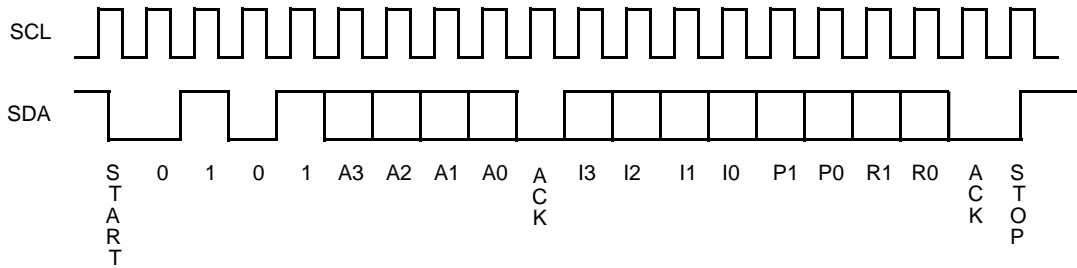 SCL
SDA
START 0 1 0 1 A3 A2 A1 A0 ACK I3 I2 I1 I0 P1 P0 R1 R0 ACK STOP